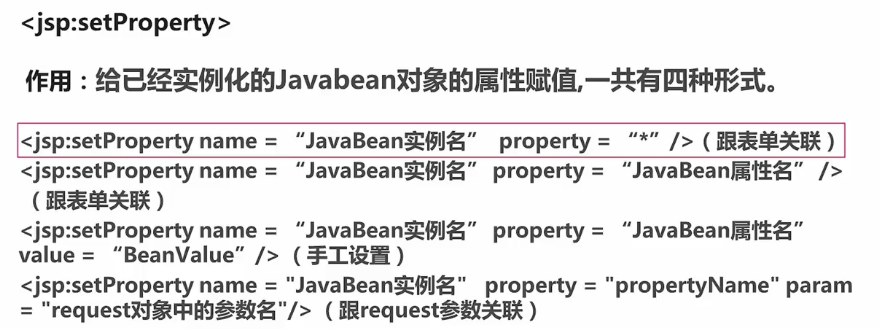 <jsp:setProperty>
作用：给已经实例化的Javabean对象的属性赋值,一共有四种形式。
<jsp:setProperty name = “JavaBean实例名” property = “*” />（跟表单关联）
<jsp:setProperty name = “JavaBean实例名” property = “JavaBean属性名” />
（跟表单关联）
<jsp:setProperty name = “JavaBean实例名” property = “JavaBean属性名”
value = “BeanValue” />（手工设置）
<jsp:setProperty name = "JavaBean实例名" property = "propertyName" param
= "request对象中的参数名"/>（跟request参数关联）